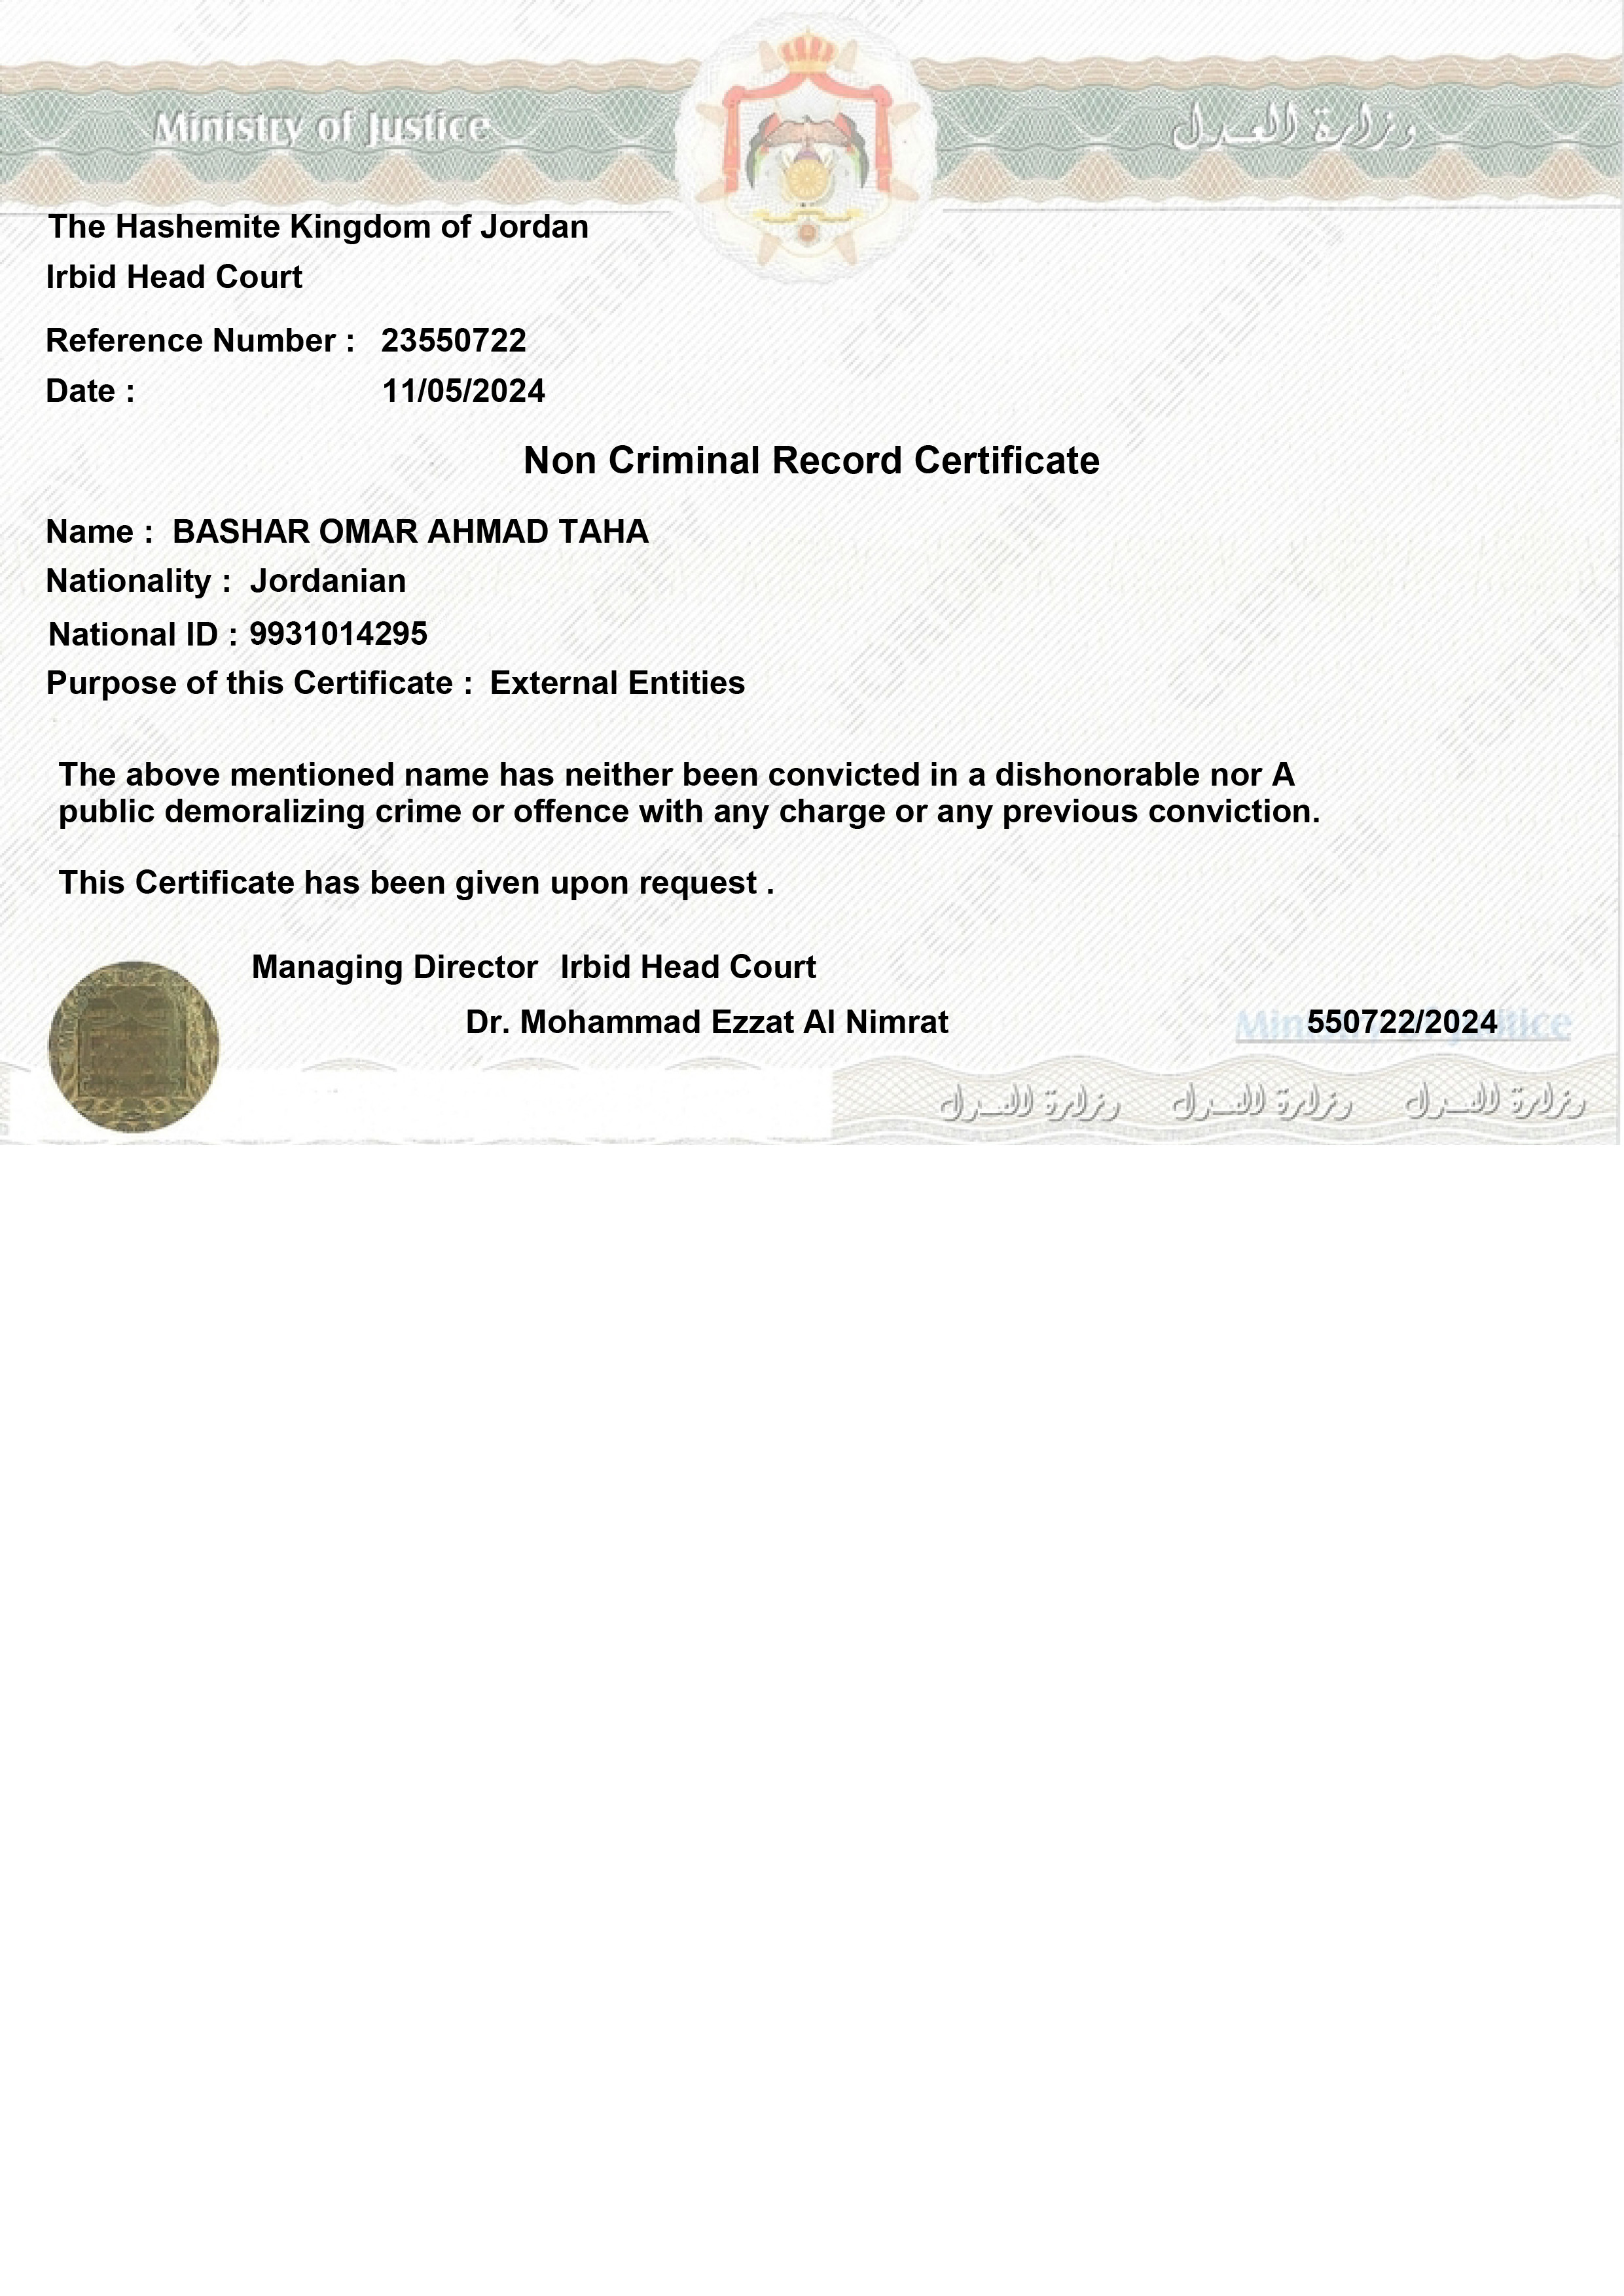 Ministry of Justice
وزارة العدل
The Hashemite Kingdom of Jordan
Irbid Head Court
Reference Number : 23550722
Date : 11/05/2024
Non Criminal Record Certificate
Name : BASHAR OMAR AHMAD TAHA
Nationality : Jordanian
National ID : 9931014295
Purpose of this Certificate : External Entities
The above mentioned name has neither been convicted in a dishonorable nor A
public demoralizing crime or offence with any charge or any previous conviction.
This Certificate has been given upon request .
Managing Director Irbid Head Court
Dr. Mohammad Ezzat Al Nimrat
Ministry of Justice
550722/2024
وزارة العدل وزارة العدل وزارة العدل